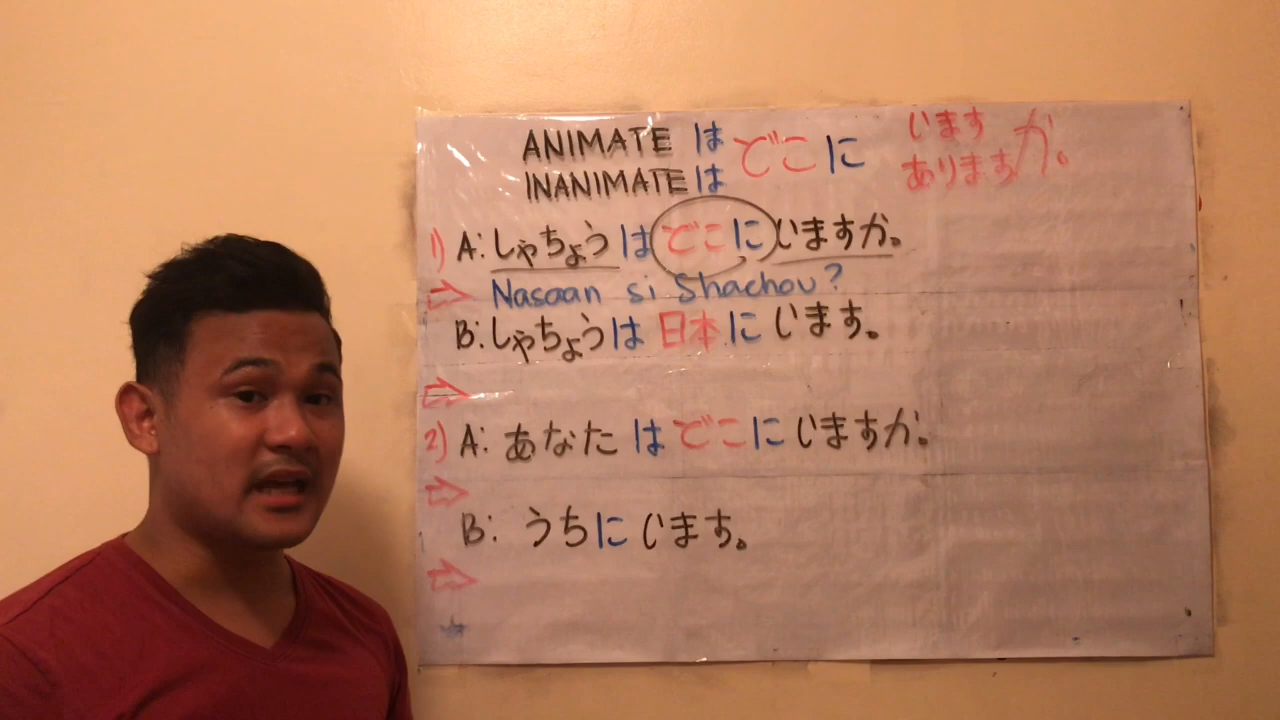 ANIMATE は どこに います
INANIMATE は ありますか。
1) A: しゃちょうは どこに いますか。
⇨ Nasaan si Shachou?
B: しゃちょうは 日本に います。
⇨
2) A: あなた は どこに いますか。
⇨
B: うちに います。
⇨